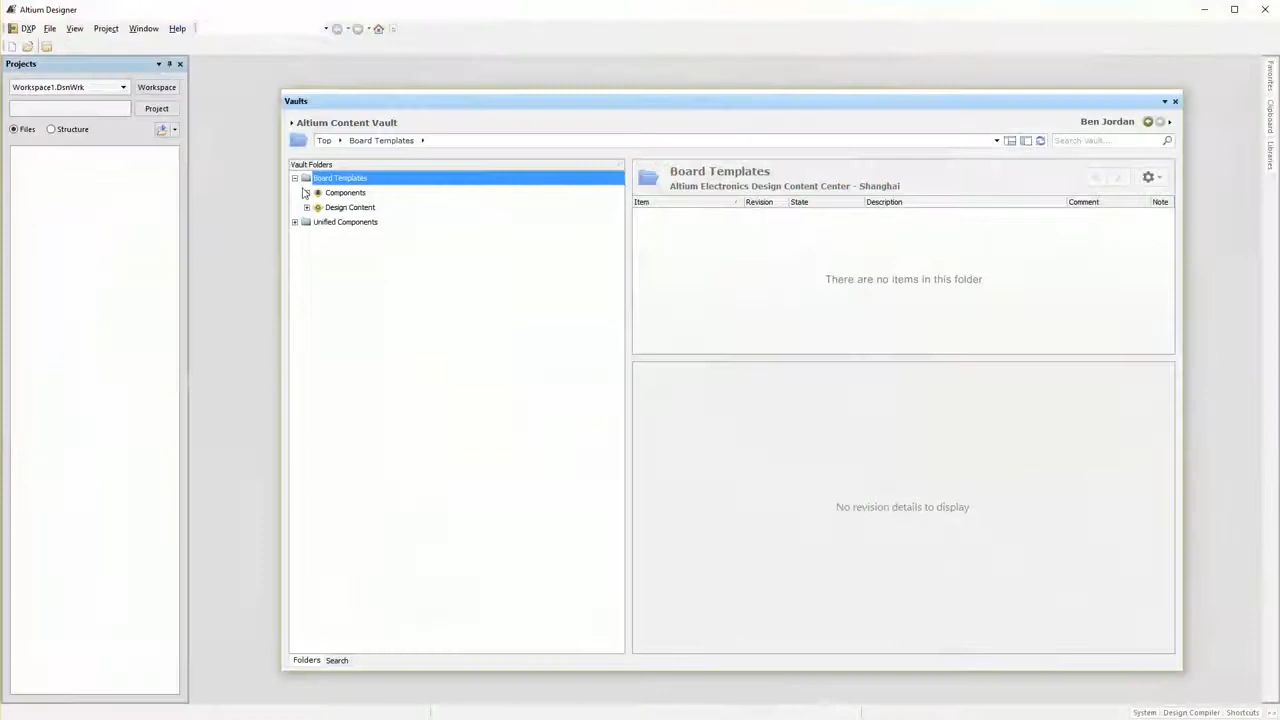 Altium Designer
DXP File View Project Window Help
Projects
Workspace1.DsnWrk Workspace
Project
Files Structure
Vaults
Altium Content Vault
Ben Jordan
Top Board Templates
Search vault...
Vault Folders
Board Templates
Components
Design Content
Unified Components
Board Templates
Altium Electronics Design Content Center - Shanghai
Item Revision State Description Comment Note
There are no items in this folder
No revision details to display
Folders Search
Favorites
Clipboard
Libraries
System Design Compiler Shortcuts